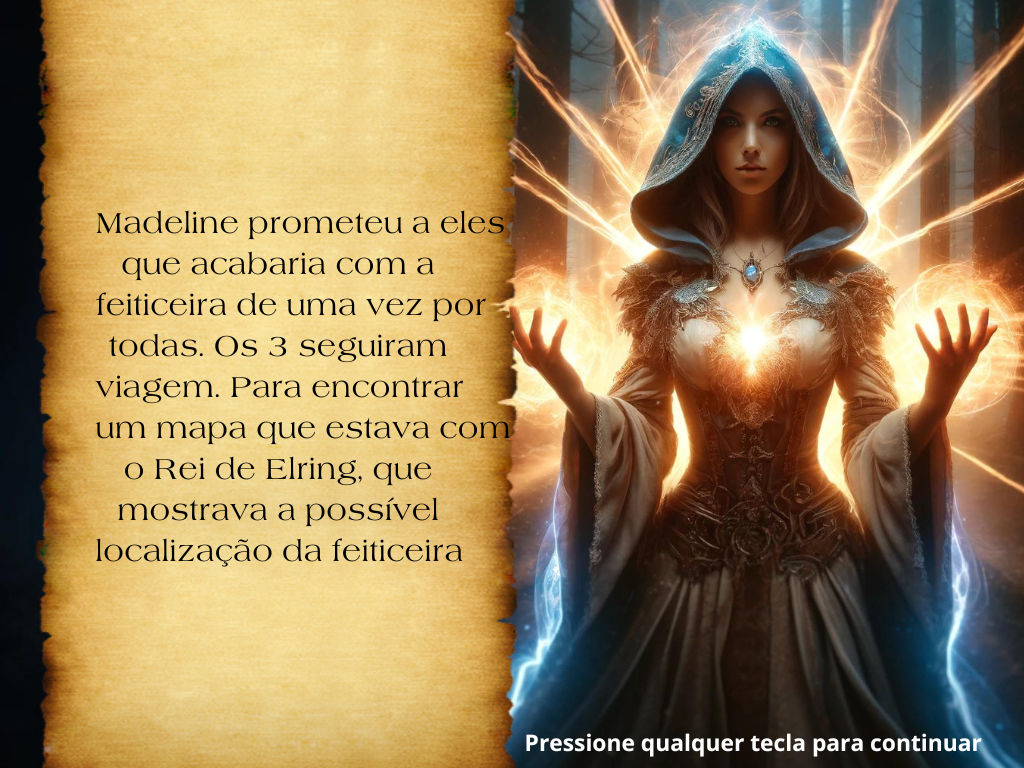 Madeline prometeu a eles
que acabaria com a
feiticeira de uma vez por
todas. Os 3 seguiram
viagem. Para encontrar
um mapa que estava com
o Rei de Elring, que
mostrava a possível
localização da feiticeira
Pressione qualquer tecla para continuar